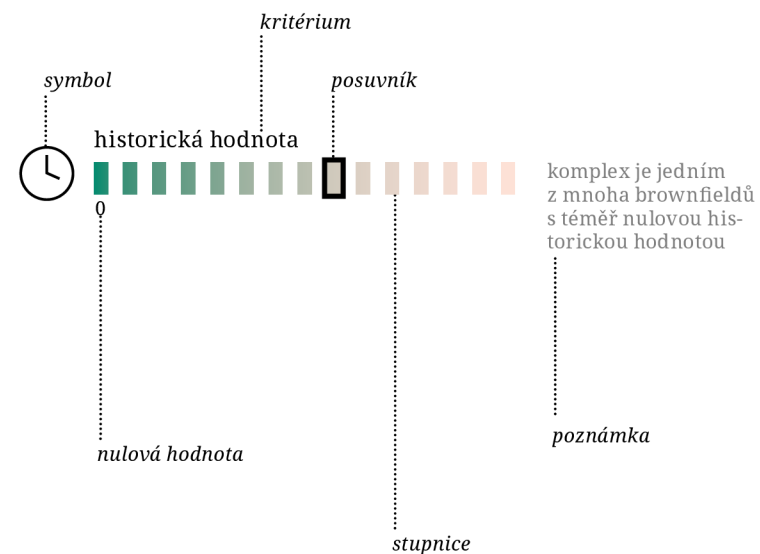 kritérium
symbol
posuvník
historická hodnota
0
komplex je jedním
z mnoha brownfieldů
s téměř nulovou his-
torickou hodnotou
poznámka
nulová hodnota
stupnice